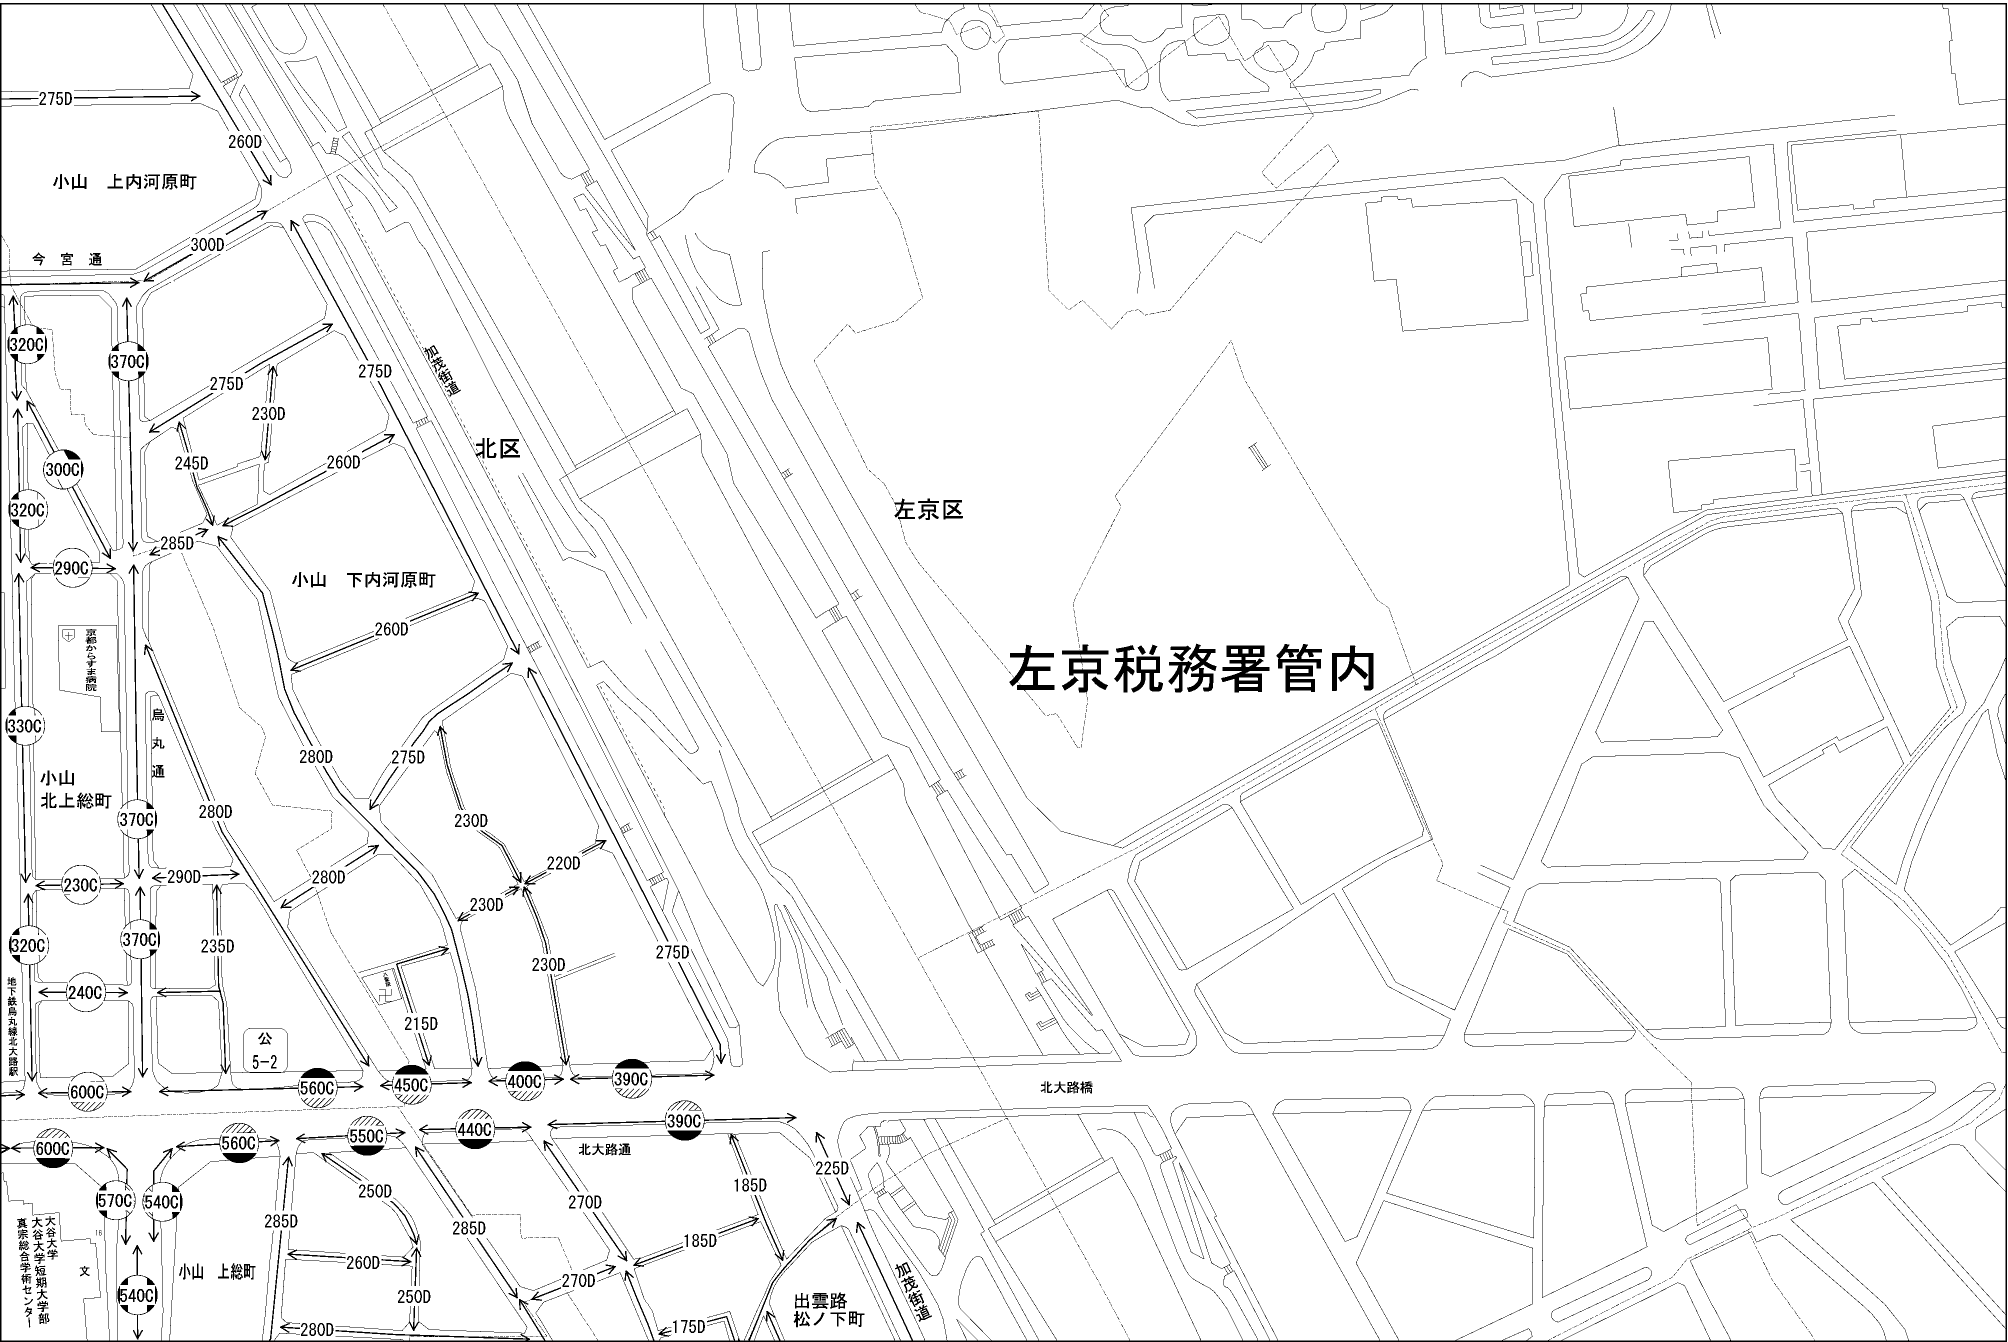 275D
260D
小山 上内河原町
300D
今宮通
320C
370C
275D
加茂街道
275D
230D
北区
245D
260D
300C
320C
左京区
285D
290C
小山 下内河原町
260D
京都からすま病院
左京税務署管内
330C
烏丸通
280D
275D
小山
北上総町
280D
370C
230D
220D
280D
290D
230C
230D
320C
370C
235D
275D
230D
地下鉄烏丸線北大路駅
240C
215D
公
5-2
600C
560C
450C
400C
390C
北大路橋
390C
440C
550C
560C
600C
北大路通
225D
185D
250D
570C
540C
270D
285D
285D
185D
大谷大学
大谷大学短期大学部
真宗総合学術センター
16
文
小山 上総町
260D
270D
加茂街道
540C
250D
出雲路
松ノ下町
280D
175D